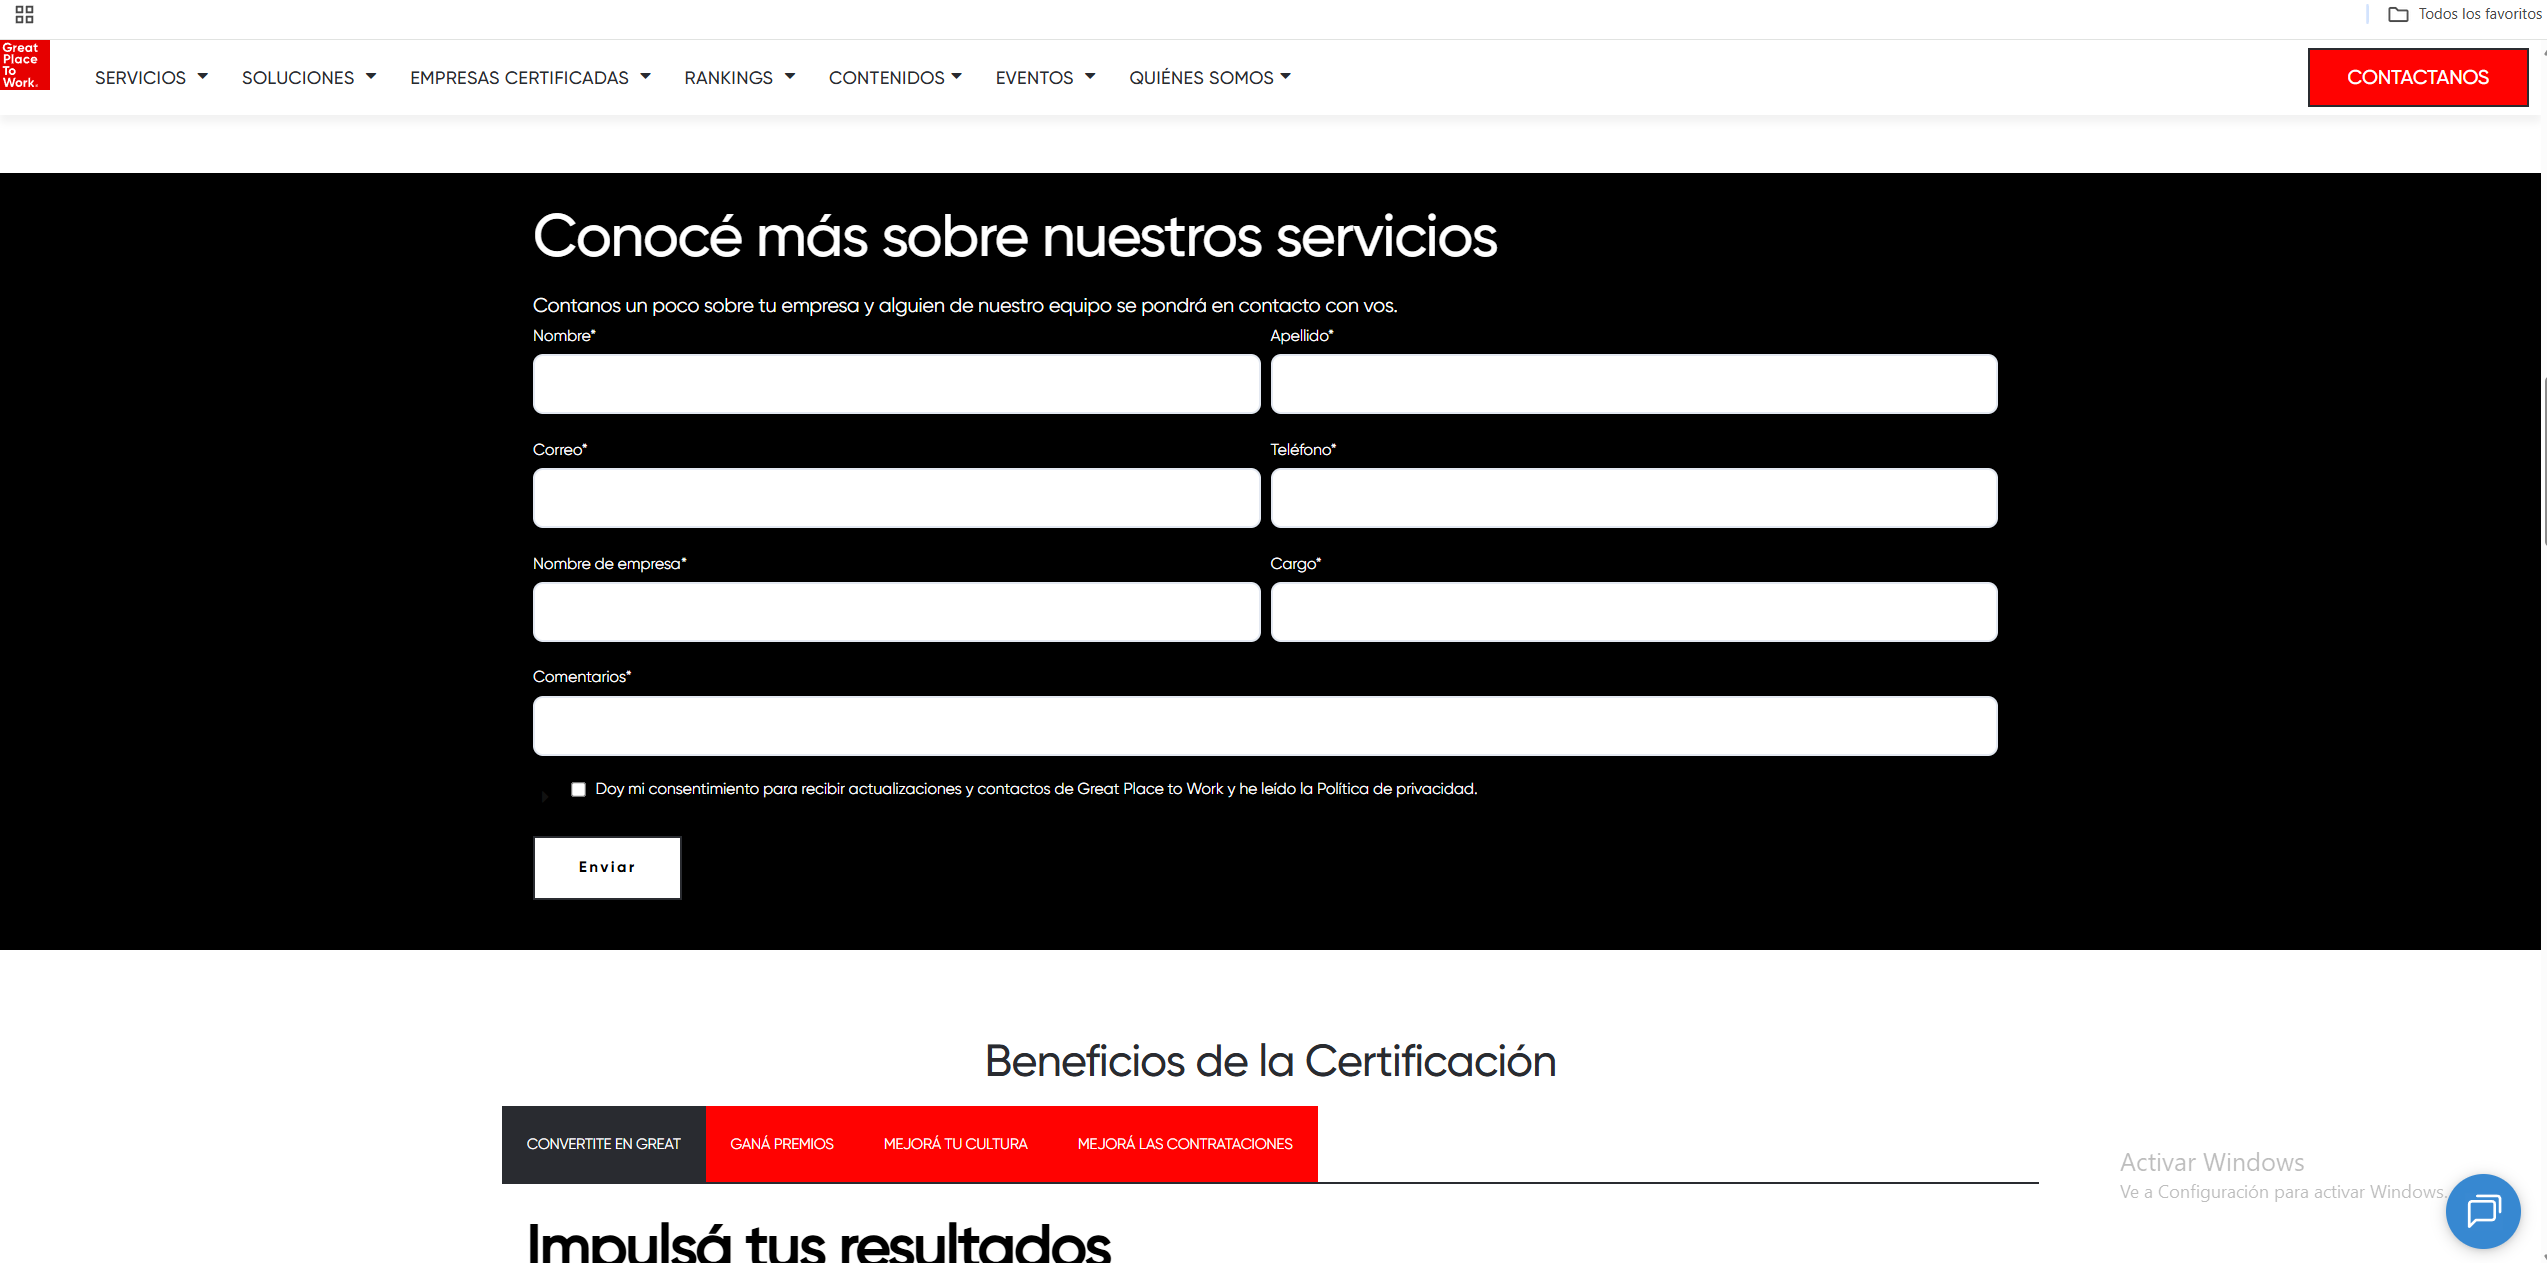 Todos los favoritos
Great
Place
To
Work.
SERVICIOS
SOLUCIONES
EMPRESAS CERTIFICADAS
RANKINGS
CONTENIDOS
EVENTOS
QUIÉNES SOMOS
CONTACTANOS
Conocé más sobre nuestros servicios
Contanos un poco sobre tu empresa y alguien de nuestro equipo se pondrá en contacto con vos.
Nombre*
Apellido*
Correo*
Teléfono*
Nombre de empresa*
Cargo*
Comentarios*
Doy mi consentimiento para recibir actualizaciones y contactos de Great Place to Work y he leído la Política de privacidad.
Enviar
Beneficios de la Certificación
CONVERTITE EN GREAT
GANÁ PREMIOS
MEJORÁ TU CULTURA
MEJORÁ LAS CONTRATACIONES
Impulsá tus resultados
Activar Windows
Ve a Configuración para activar Windows.